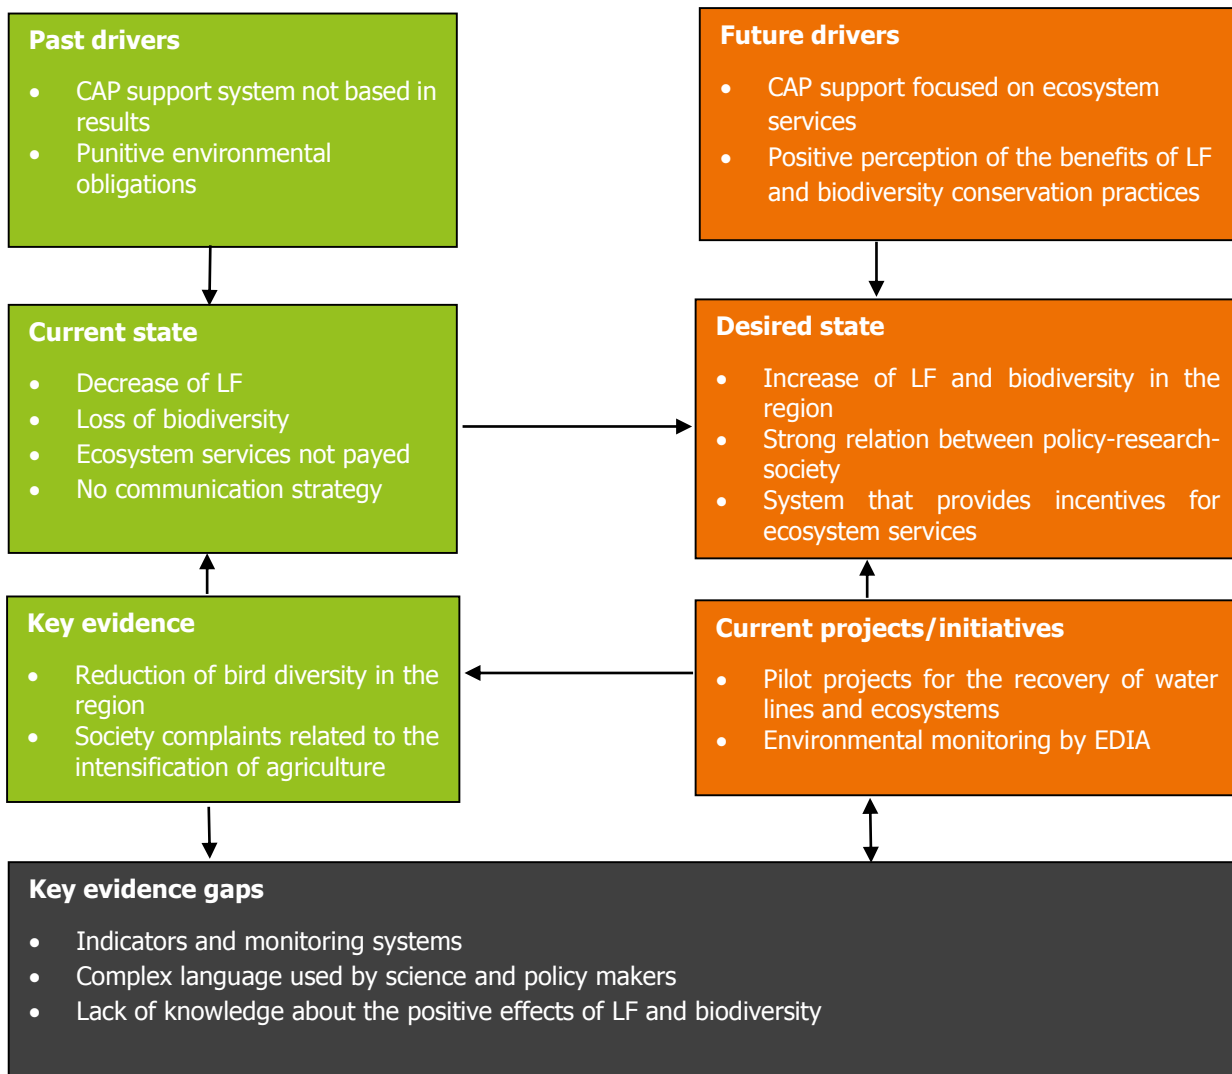 Past drivers
• CAP support system not based in
results
• Punitive environmental
obligations
Future drivers
• CAP support focused on ecosystem
services
• Positive perception of the benefits of LF
and biodiversity conservation practices
Current state
• Decrease of LF
• Loss of biodiversity
• Ecosystem services not payed
• No communication strategy
Desired state
• Increase of LF and biodiversity in the
region
• Strong relation between policy-research-
society
• System that provides incentives for
ecosystem services
Key evidence
• Reduction of bird diversity in the
region
• Society complaints related to the
intensification of agriculture
Current projects/initiatives
• Pilot projects for the recovery of water
lines and ecosystems
• Environmental monitoring by EDIA
Key evidence gaps
• Indicators and monitoring systems
• Complex language used by science and policy makers
• Lack of knowledge about the positive effects of LF and biodiversity